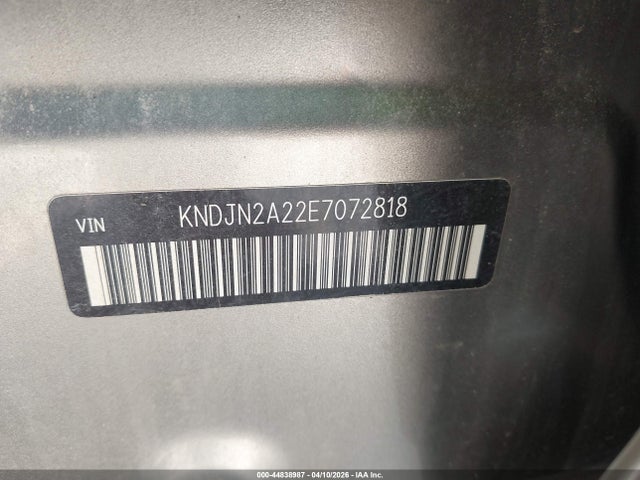 VIN KNDJN2A22E7072818
000-44838987 - 04/10/2026 - IAA Inc.